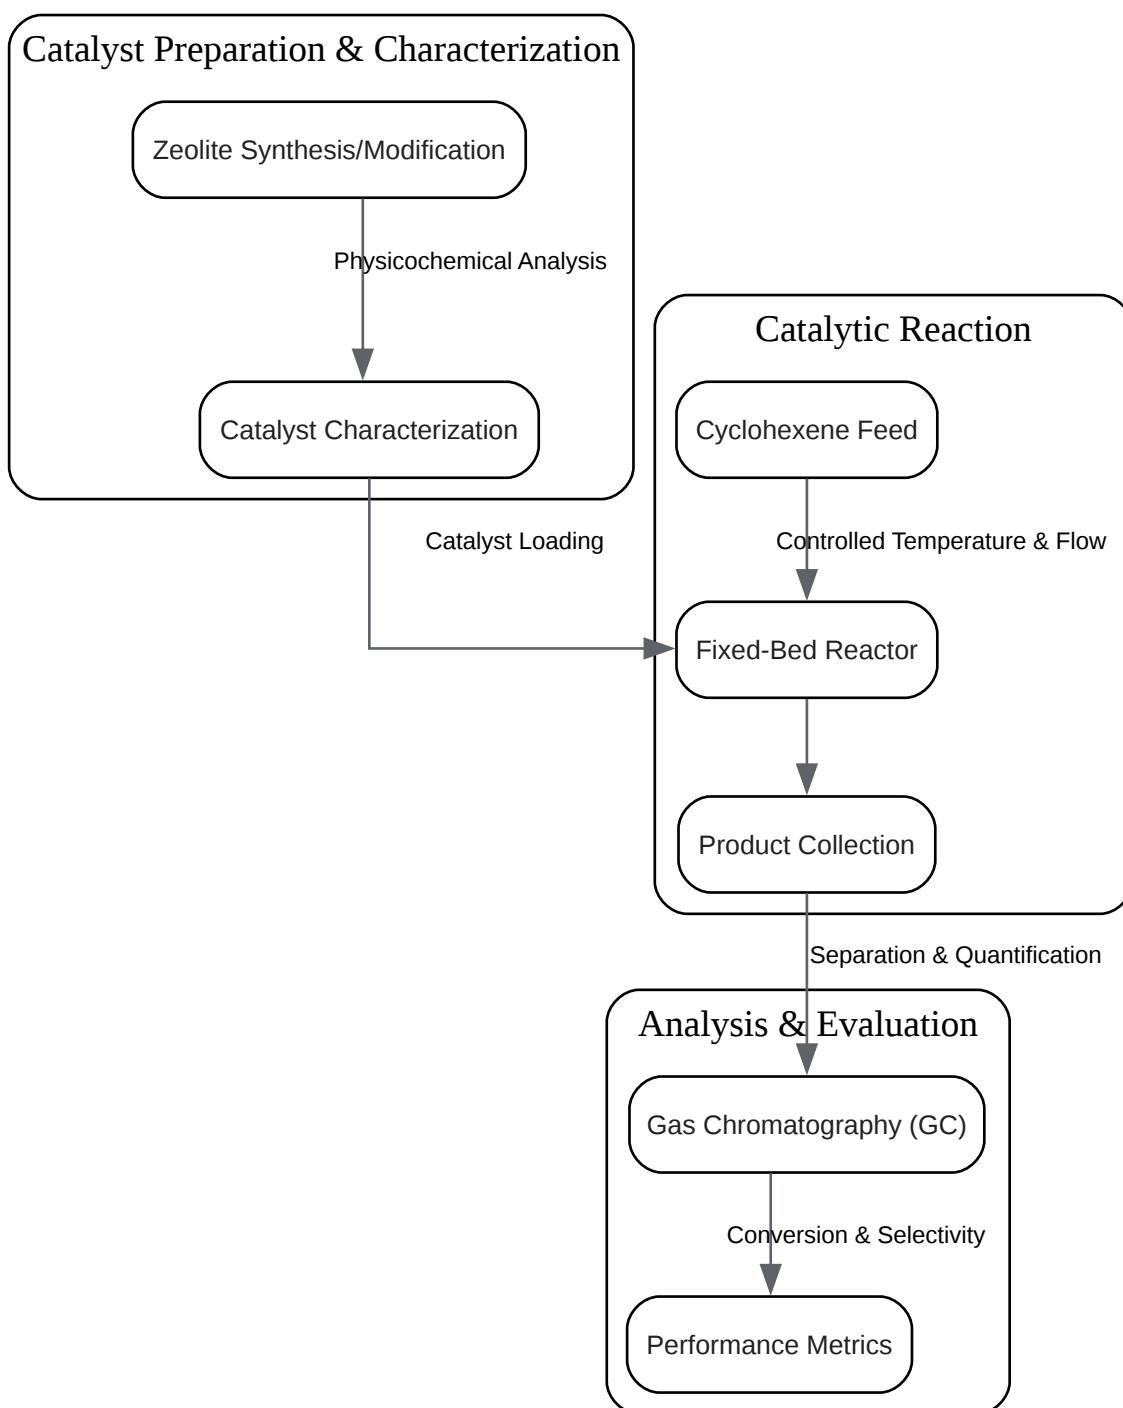 Catalyst Preparation & Characterization
Zeolite Synthesis/Modification
Physicochemical Analysis
Catalyst Characterization
Catalyst Loading
Catalytic Reaction
Cyclohexene Feed
Controlled Temperature & Flow
Fixed-Bed Reactor
Product Collection
Separation & Quantification
Analysis & Evaluation
Gas Chromatography (GC)
Conversion & Selectivity
Performance Metrics